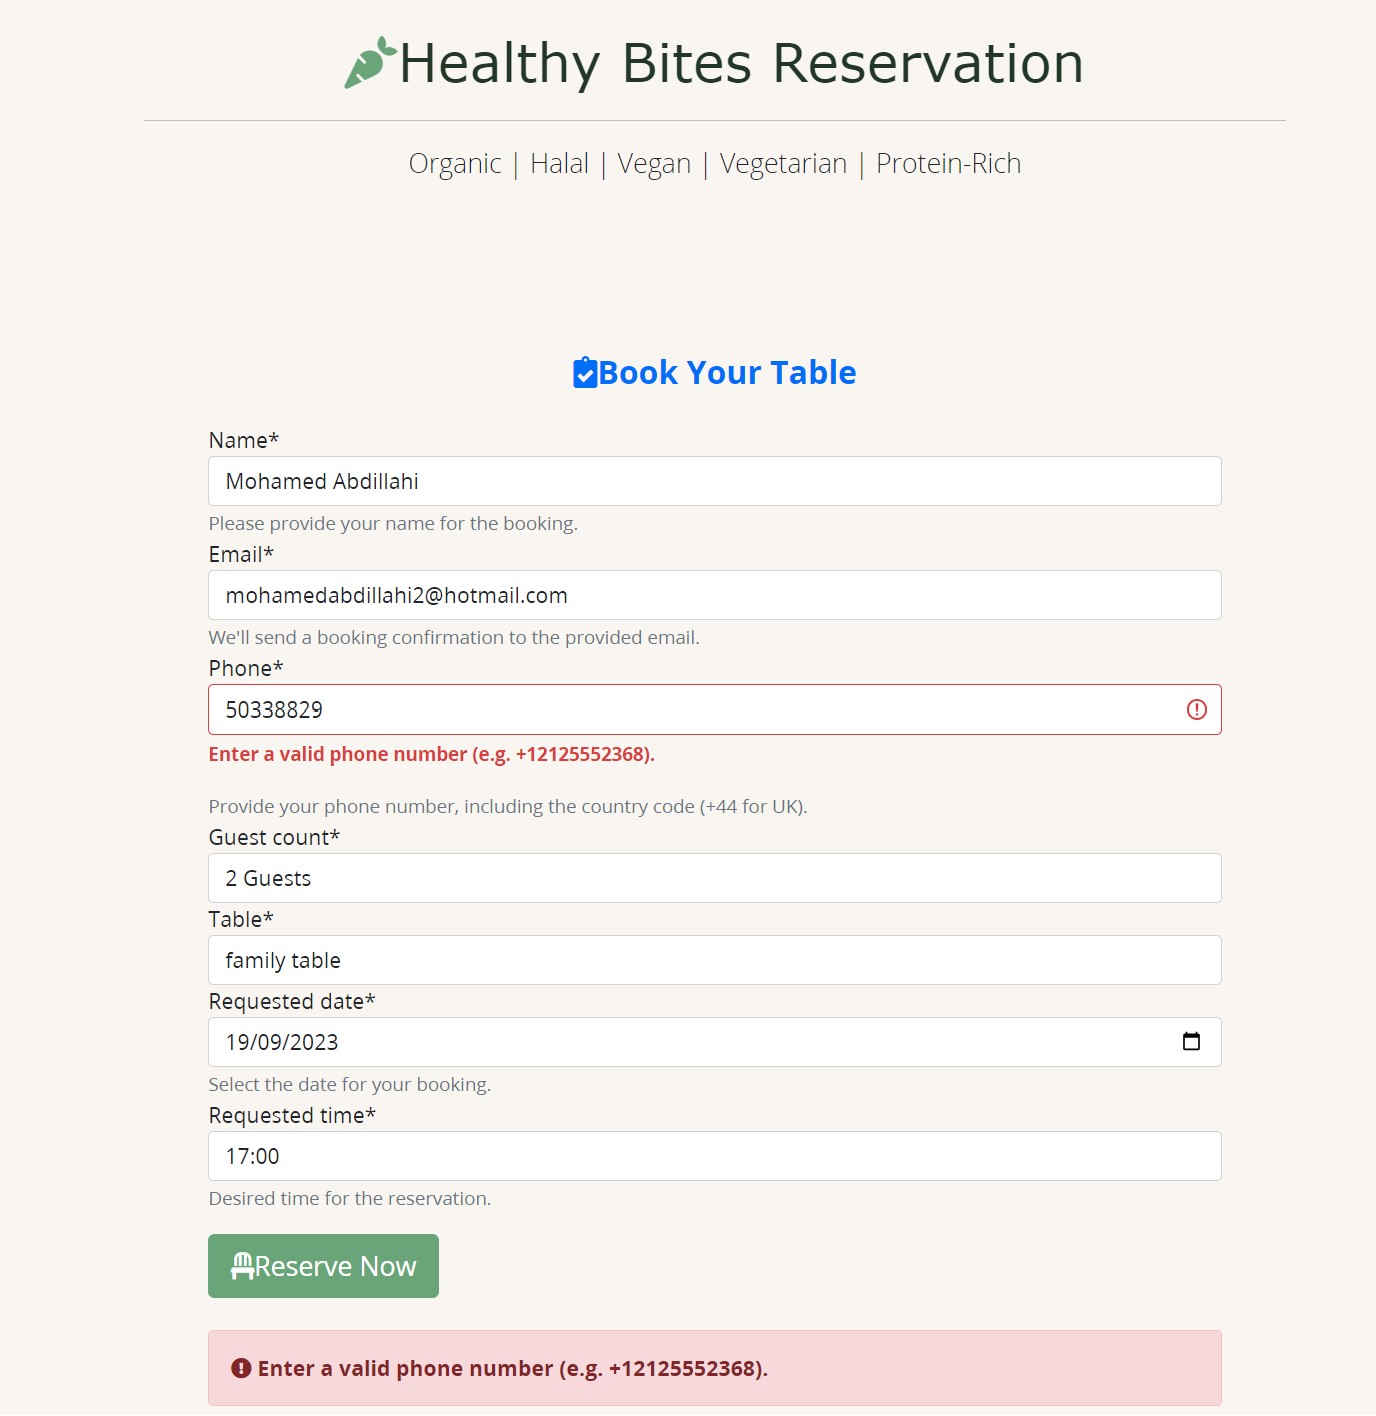 Healthy Bites Reservation
Organic | Halal | Vegan | Vegetarian | Protein-Rich
Book Your Table
Name*
Mohamed Abdillahi
Please provide your name for the booking.
Email*
mohamedabdillahi2@hotmail.com
We'll send a booking confirmation to the provided email.
Phone*
50338829
Enter a valid phone number (e.g. +12125552368).
Provide your phone number, including the country code (+44 for UK).
Guest count*
2 Guests
Table*
family table
Requested date*
19/09/2023
Select the date for your booking.
Requested time*
17:00
Desired time for the reservation.
Reserve Now
Enter a valid phone number (e.g. +12125552368).